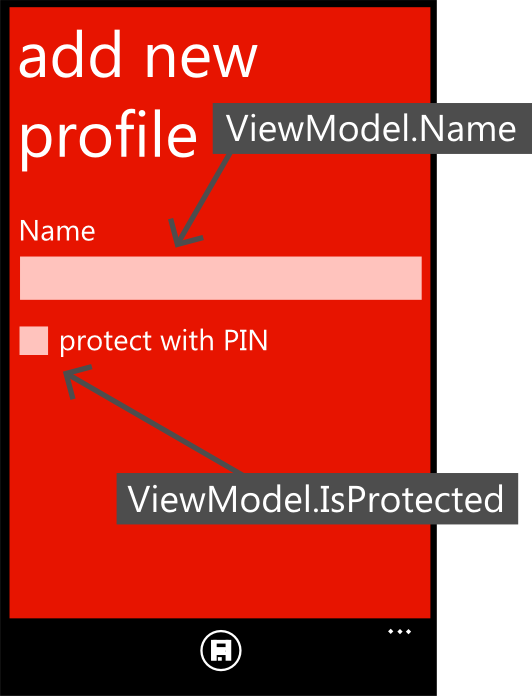 add new
profile
ViewModel.Name
Name
protect with PIN
ViewModel.IsProtected